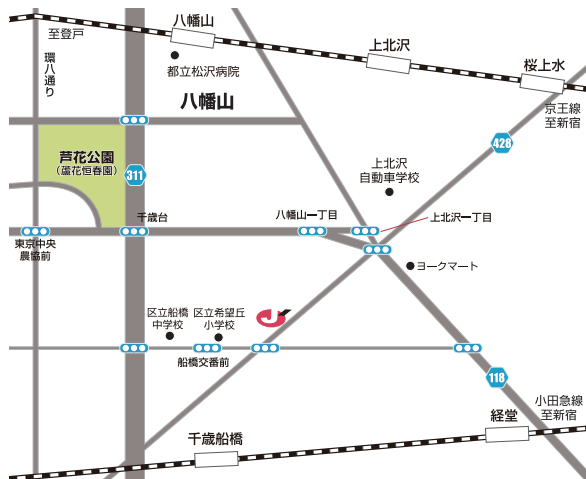 八幡山
至登戸
上北沢
桜上水
環八通り
都立松沢病院
八幡山
京王線
至新宿
428
芦花公園
(蘆花恒春園)
311
上北沢
自動車学校
千歳台
八幡山一丁目
上北沢一丁目
東京中央
農協前
ヨークマート
区立船橋
中学校
区立希望丘
小学校
船橋交番前
118
小田急線
至新宿
経堂
千歳船橋